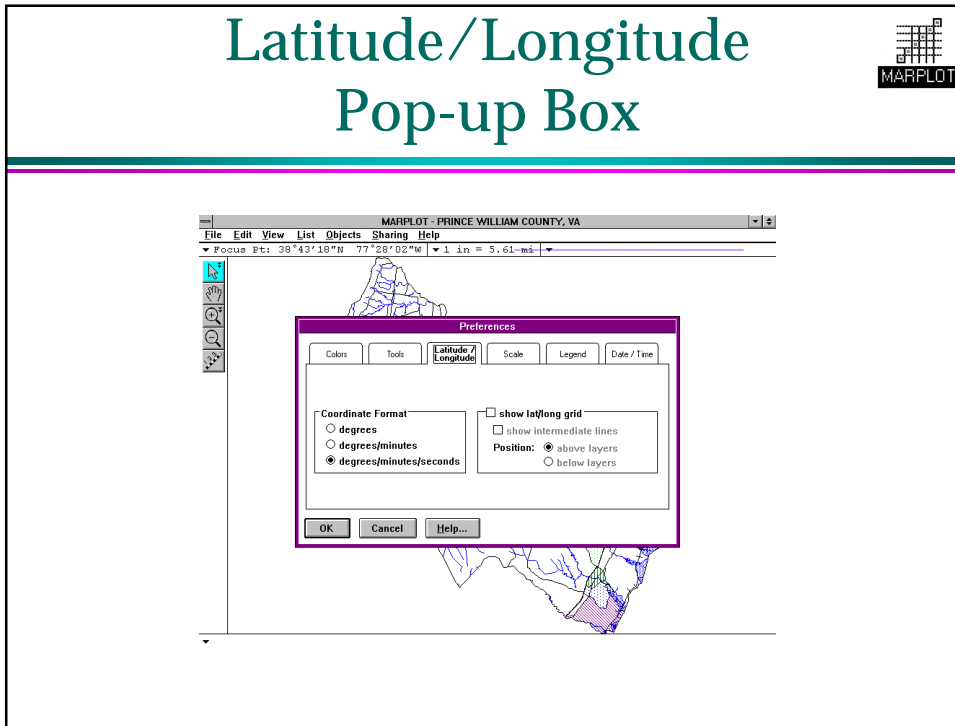 Latitude/Longitude
Pop-up Box
MARPLOT
MARPLOT - PRINCE WILLIAM COUNTY, VA
File Edit View List Objects Sharing Help
Focus Pt: 38°43'18"N 77°28'02"W 1 in = 5.61 mi
Preferences
Colors Tools Latitude / Longitude Scale Legend Date / Time
Coordinate Format
degrees
degrees/minutes
degrees/minutes/seconds
show lat/long grid
show intermediate lines
Position: above layers
below layers
OK Cancel Help...